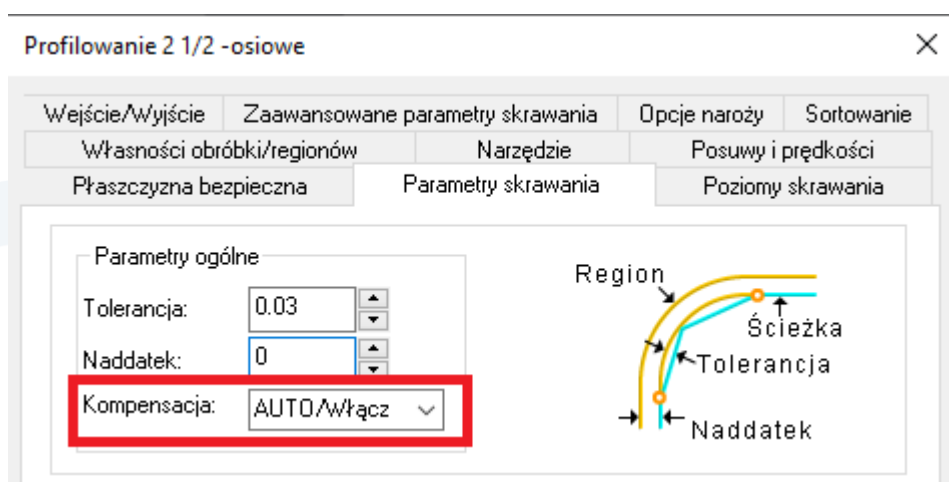 Profilowanie 2 1/2 -osiowe
Wejście/Wyjście Zaawansowane parametry skrawania Opcje naroży Sortowanie
Własności obróbki/regionów Narzędzie Posuwy i prędkości
Płaszczyzna bezpieczna Parametry skrawania Poziomy skrawania
Parametry ogólne
Tolerancja: 0.03
Naddatek: 0
Kompensacja: AUTO/Włącz
Region
Ścieżka
Tolerancja
Naddatek